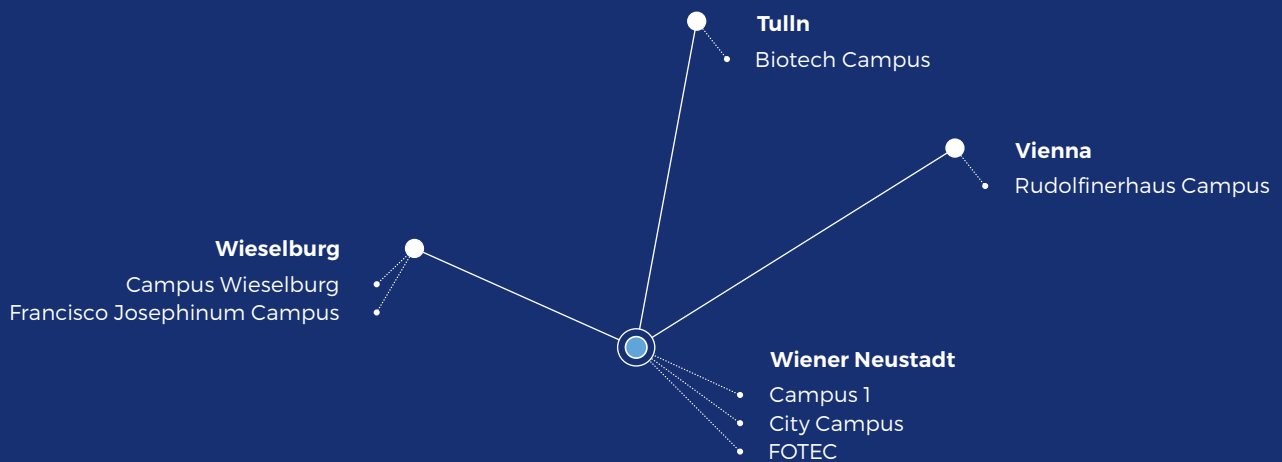 Tulln
Biotech Campus
Vienna
Rudolfinerhaus Campus
Wieselburg
Campus Wieselburg
Francisco Josephinum Campus
Wiener Neustadt
Campus 1
City Campus
FOTEC